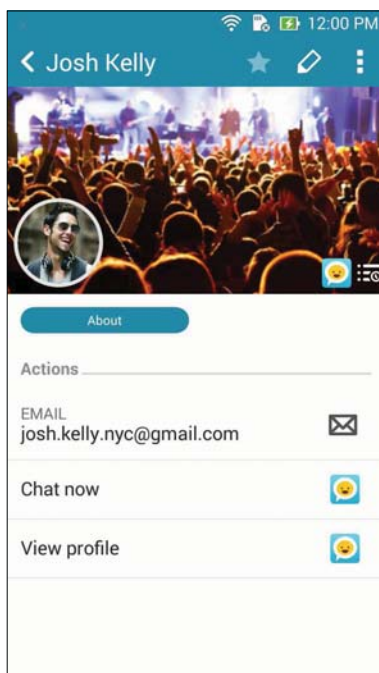 12:00 PM
Josh Kelly
About
Actions
EMAIL
josh.kelly.nyc@gmail.com
Chat now
View profile